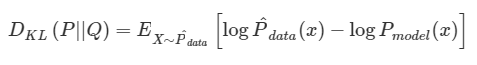 D_{KL} (P||Q) = E_{X∼\hat{P}_{data}} [log \hat{P}_{data}(x) − log P_{model}(x)]